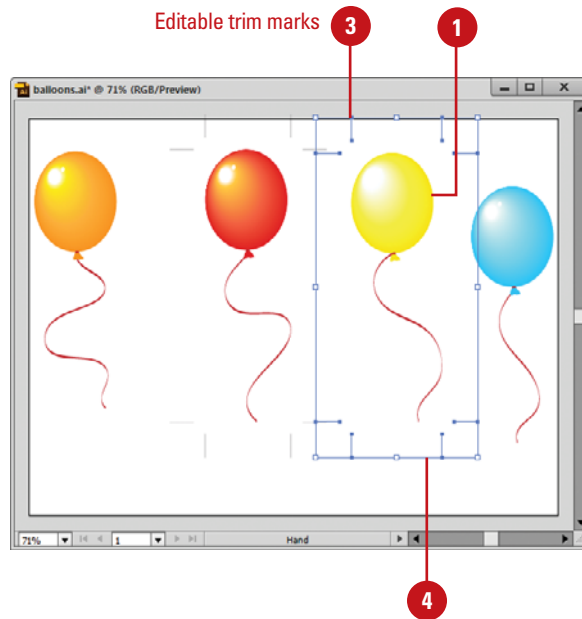 Editable trim marks
3
1
balloons.ai* @ 71% (RGB/Preview)
71%
1
Hand
4